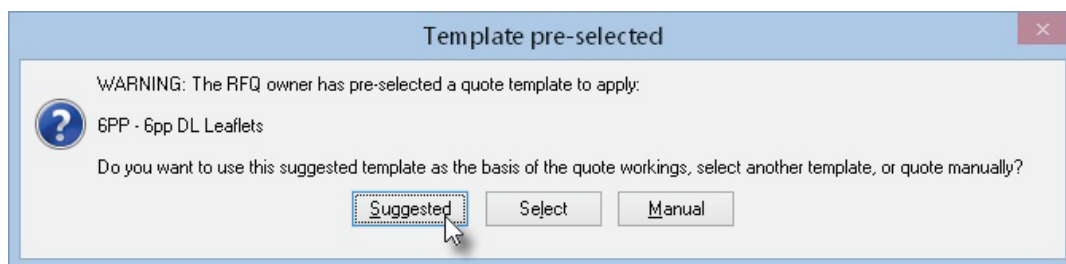 Template pre-selected
WARNING: The RFQ owner has pre-selected a quote template to apply:
6PP - 6pp DL Leaflets
Do you want to use this suggested template as the basis of the quote workings, select another template, or quote manually?
Suggested Select Manual